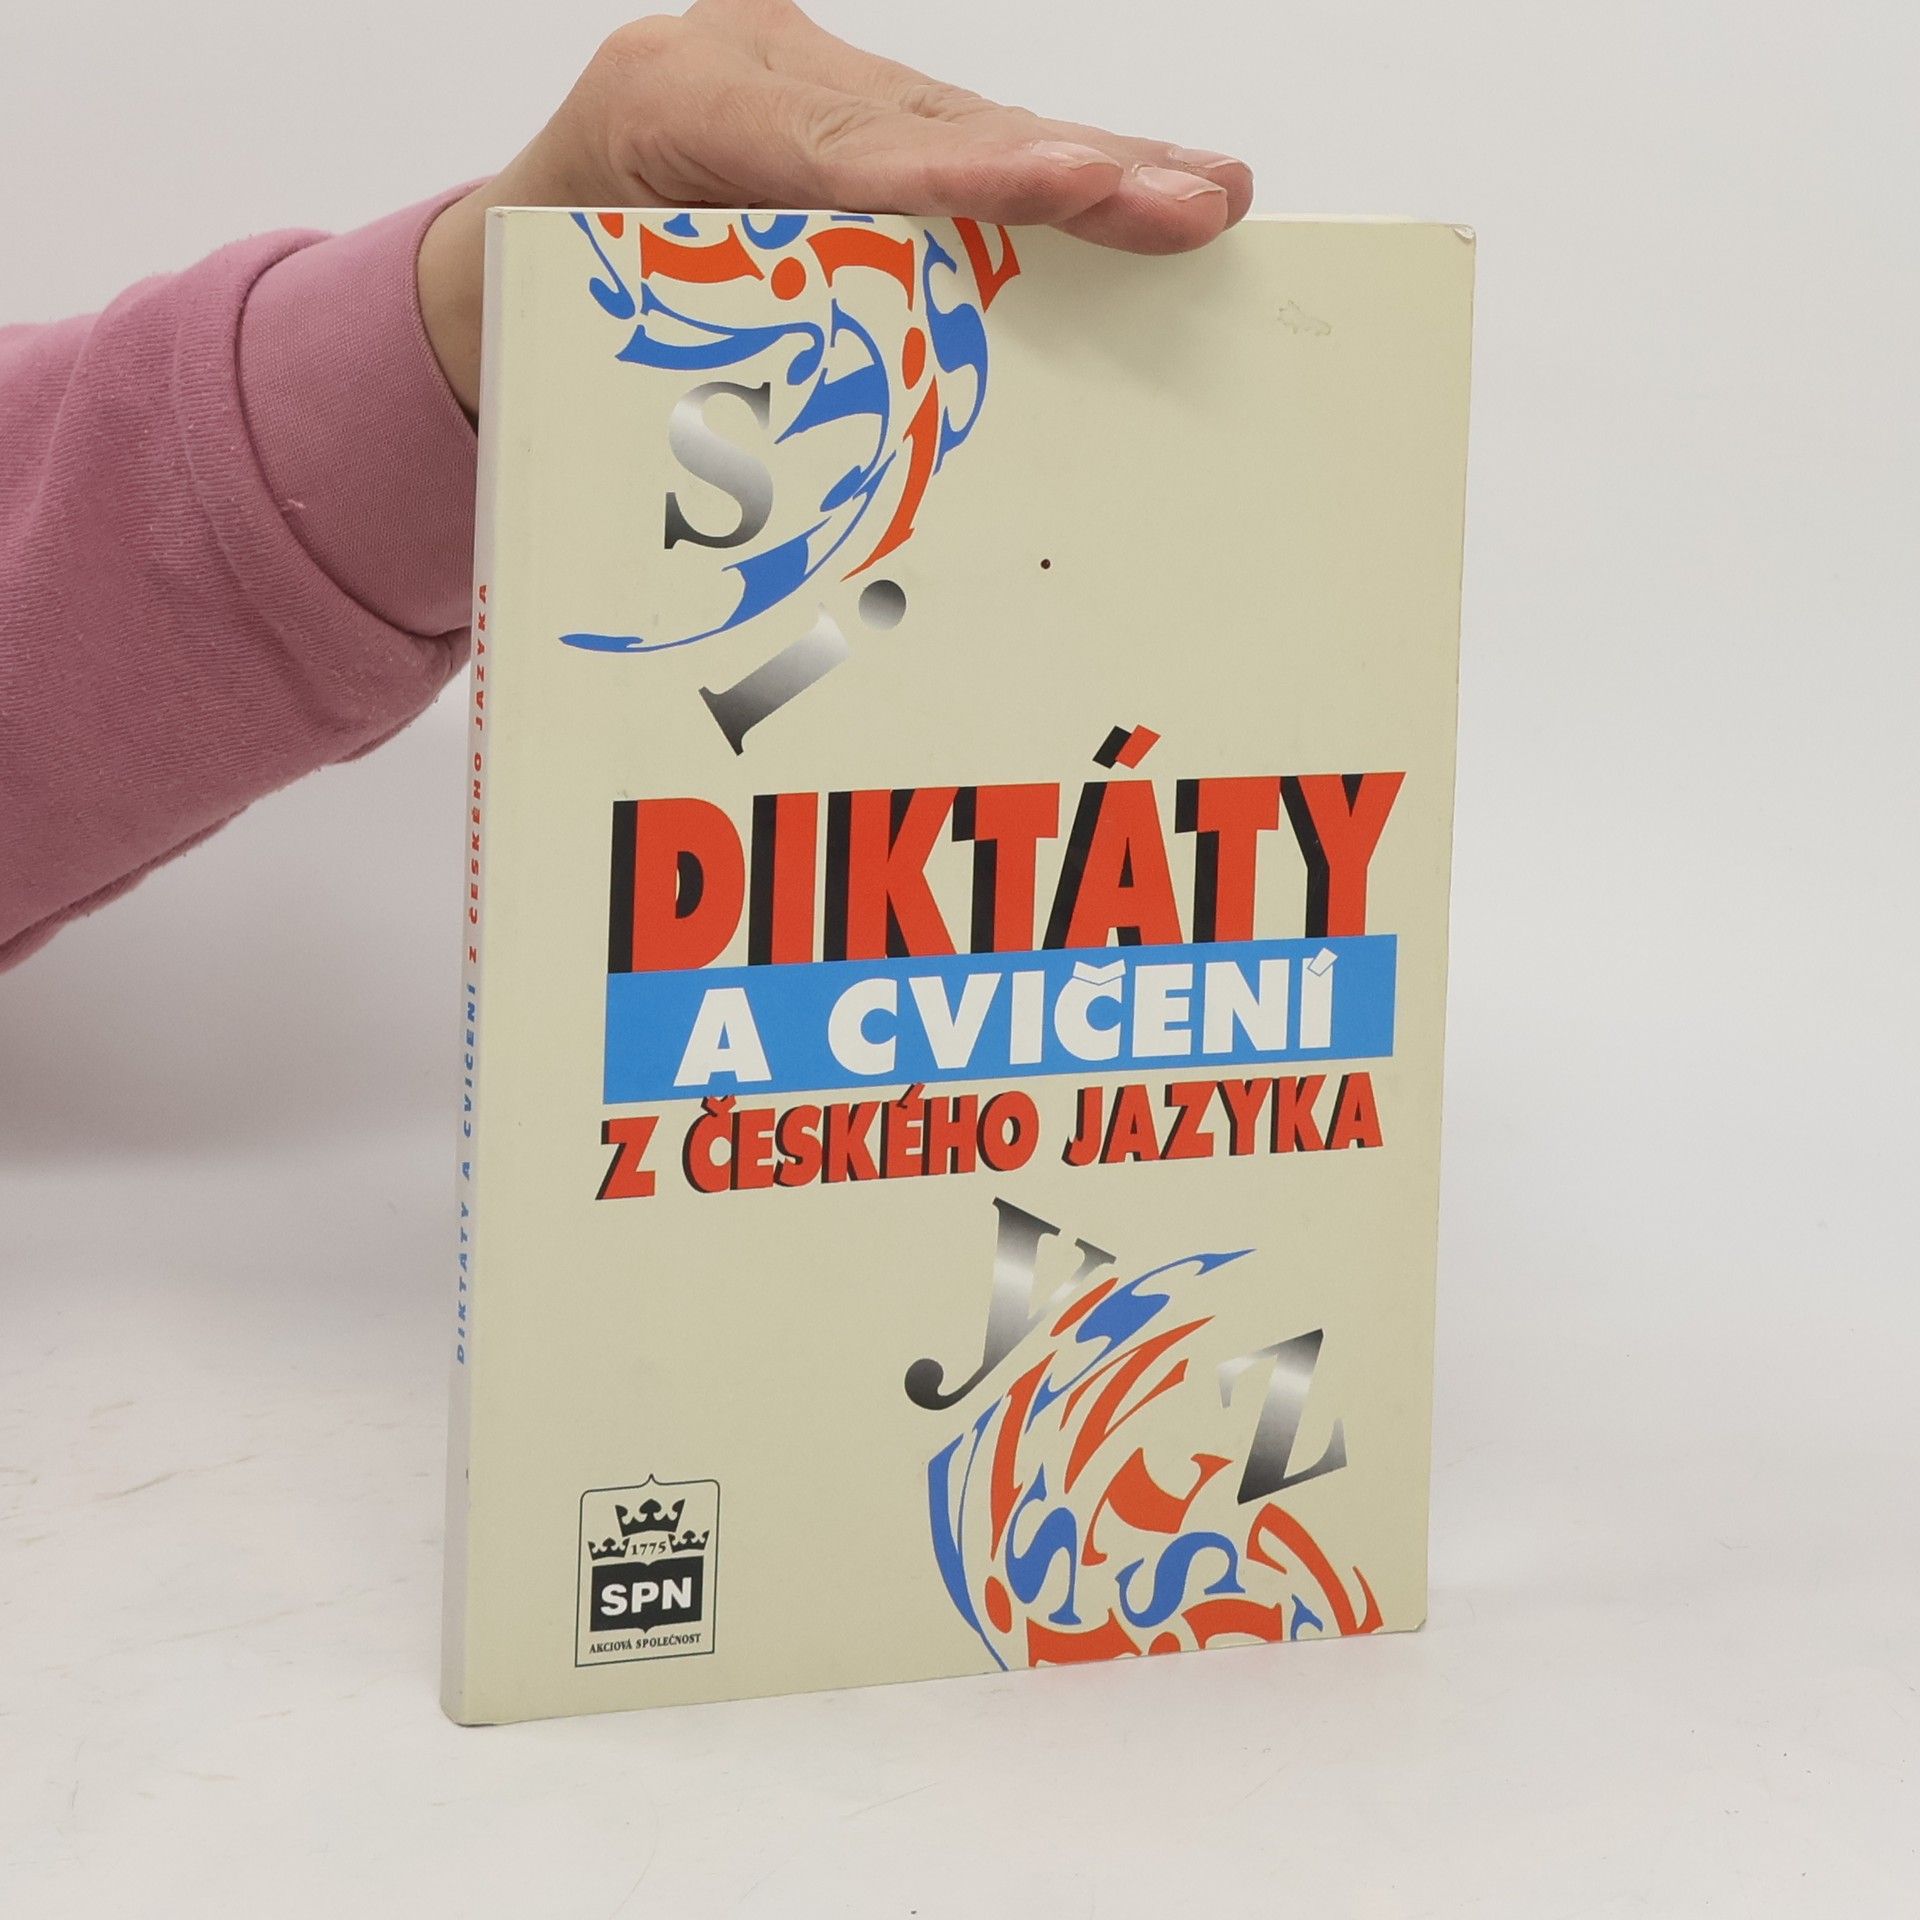 S
i
DIKTÁTY
A CVIČENÍ
Z ČESKÉHO JAZYKA
y
z
1775
SPN
AKCIOVÁ SPOLEČNOST
DIKTÁTY A CVIČENÍ Z ČESKÉHO JAZYKA